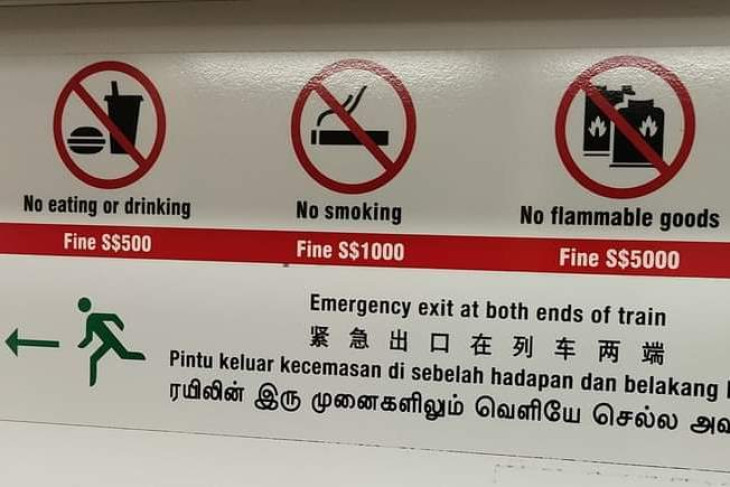 No eating or drinking
No smoking
No flammable goods
Fine S$500
Fine S$1000
Fine S$5000
Emergency exit at both ends of train
紧急出口在列车两端
Pintu keluar kecemasan di sebelah hadapan dan belakang
ரயிலின் இரு முனைகளிலும் வெளியே செல்ல